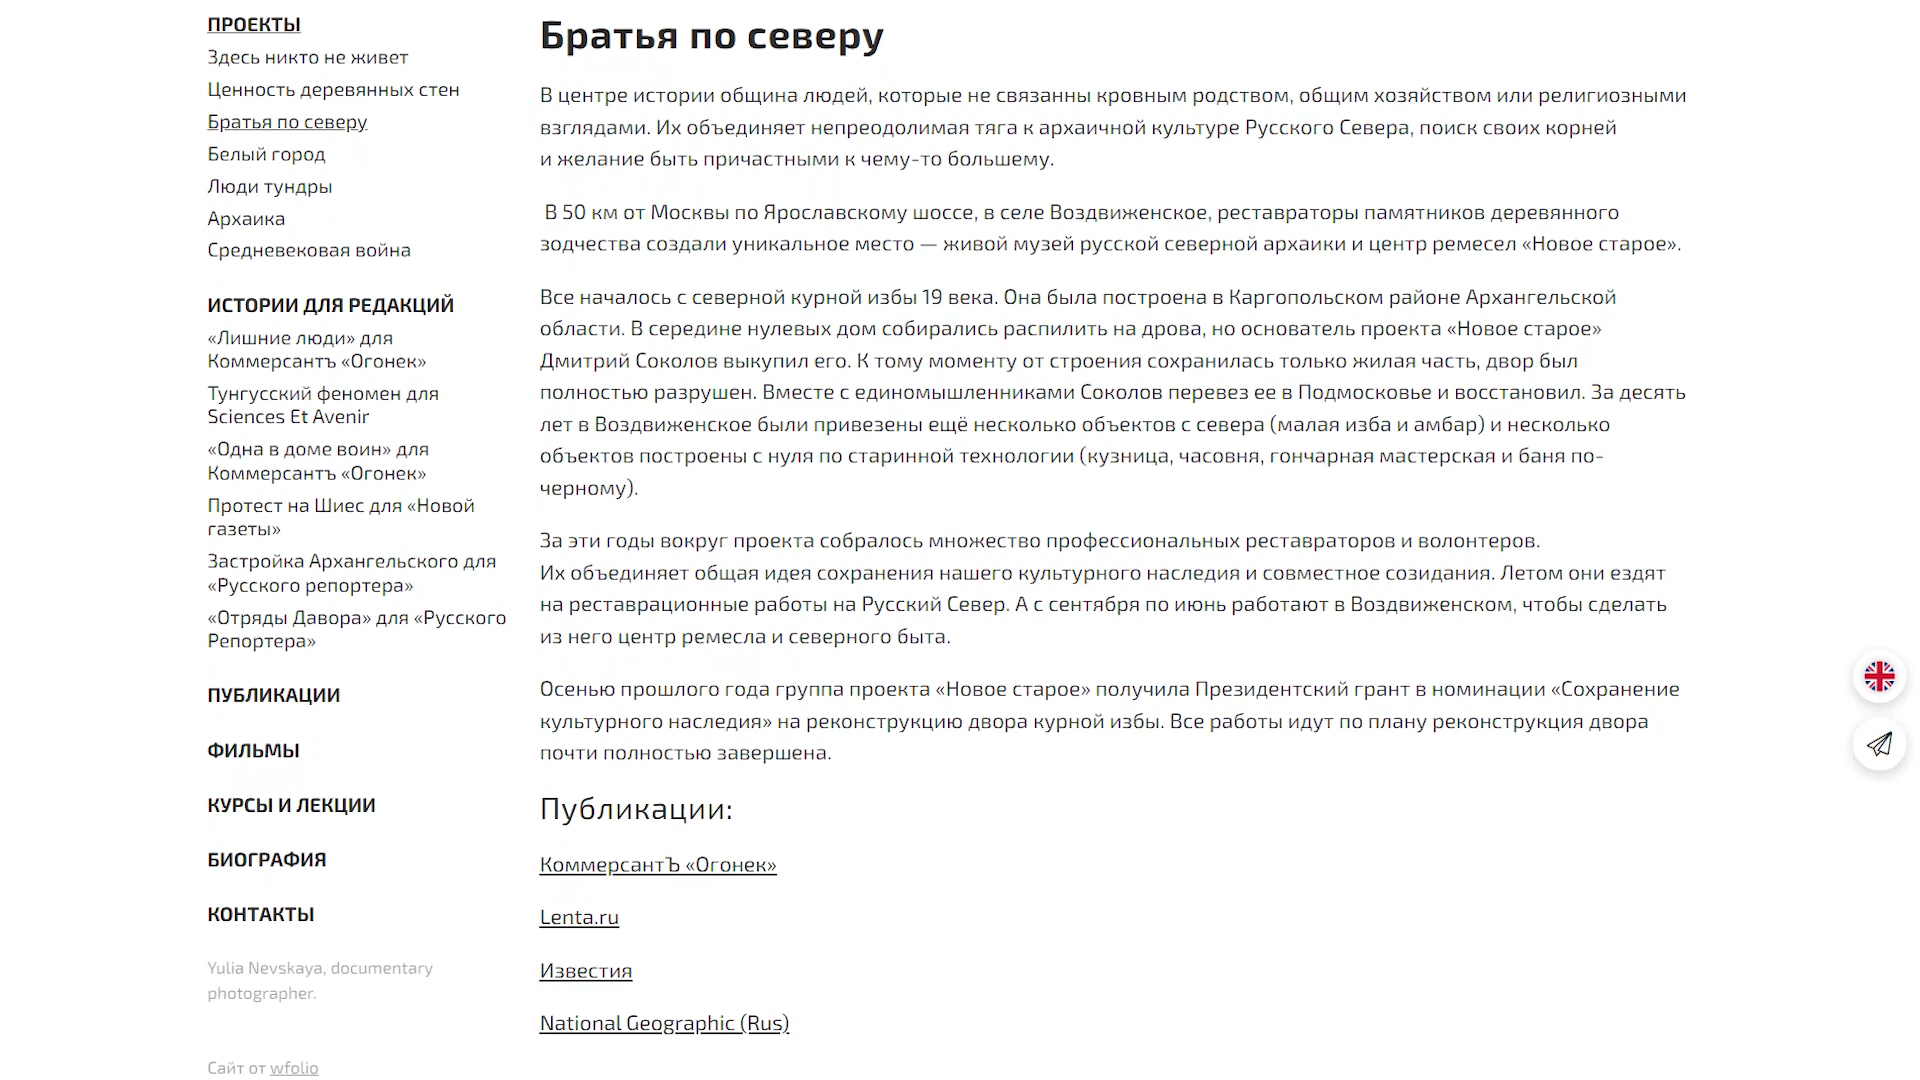 ПРОЕКТЫ
Здесь никто не живет
Ценность деревянных стен
Братья по северу
Белый город
Люди тундры
Архаика
Средневековая война
ИСТОРИИ ДЛЯ РЕДАКЦИЙ
«Лишние люди» для
Коммерсантъ «Огонек»
Тунгусский феномен для
Sciences Et Avenir
«Одна в доме воин» для
Коммерсантъ «Огонек»
Протест на Шиес для «Новой
газеты»
Застройка Архангельского для
«Русского репортера»
«Отряды Давора» для «Русского
Репортера»
ПУБЛИКАЦИИ
ФИЛЬМЫ
КУРСЫ И ЛЕКЦИИ
БИОГРАФИЯ
КОНТАКТЫ
Yulia Nevskaya, documentary
photographer.
Сайт от wfolio
Братья по северу
В центре истории община людей, которые не связанны кровным родством, общим хозяйством или религиозными
взглядами. Их объединяет непреодолимая тяга к архаичной культуре Русского Севера, поиск своих корней
и желание быть причастными к чему-то большему.
В 50 км от Москвы по Ярославскому шоссе, в селе Воздвиженское, реставраторы памятников деревянного
зодчества создали уникальное место — живой музей русской северной архаики и центр ремесел «Новое старое».
Все началось с северной курной избы 19 века. Она была построена в Каргопольском районе Архангельской
области. В середине нулевых дом собирались распилить на дрова, но основатель проекта «Новое старое»
Дмитрий Соколов выкупил его. К тому моменту от строения сохранилась только жилая часть, двор был
полностью разрушен. Вместе с единомышленниками Соколов перевез ее в Подмосковье и восстановил. За десять
лет в Воздвиженское были привезены ещё несколько объектов с севера (малая изба и амбар) и несколько
объектов построены с нуля по старинной технологии (кузница, часовня, гончарная мастерская и баня по-
черному).
За эти годы вокруг проекта собралось множество профессиональных реставраторов и волонтеров.
Их объединяет общая идея сохранения нашего культурного наследия и совместное созидания. Летом они ездят
на реставрационные работы на Русский Север. А с сентября по июнь работают в Воздвиженском, чтобы сделать
из него центр ремесла и северного быта.
Осенью прошлого года группа проекта «Новое старое» получила Президентский грант в номинации «Сохранение
культурного наследия» на реконструкцию двора курной избы. Все работы идут по плану реконструкция двора
почти полностью завершена.
Публикации:
КоммерсантЪ «Огонек»
Lenta.ru
Известия
National Geographic (Rus)